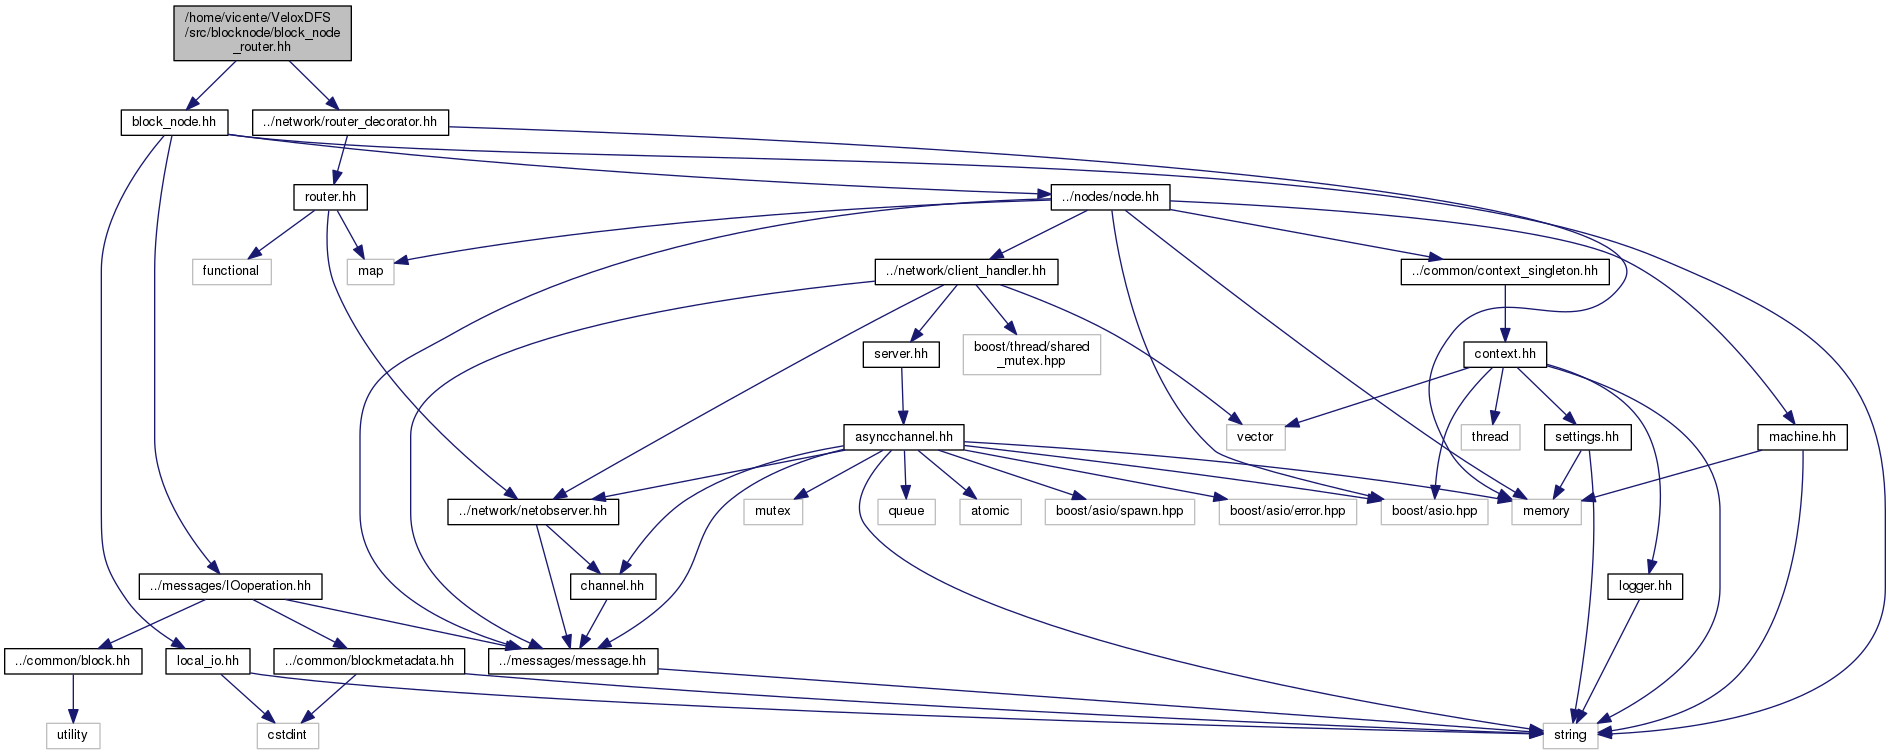 /home/vicente/VeloxDFS
/src/blocknode/block_node
_router.hh
block_node.hh
../network/router_decorator.hh
router.hh
../nodes/node.hh
functional
map
../network/client_handler.hh
../common/context_singleton.hh
server.hh
boost/thread/shared
_mutex.hpp
context.hh
asyncchannel.hh
vector
thread
settings.hh
machine.hh
../network/netobserver.hh
mutex
queue
atomic
boost/asio/spawn.hpp
boost/asio/error.hpp
boost/asio.hpp
memory
../messages/IOoperation.hh
channel.hh
logger.hh
../common/block.hh
local_io.hh
../common/blockmetadata.hh
../messages/message.hh
utility
cstdint
string